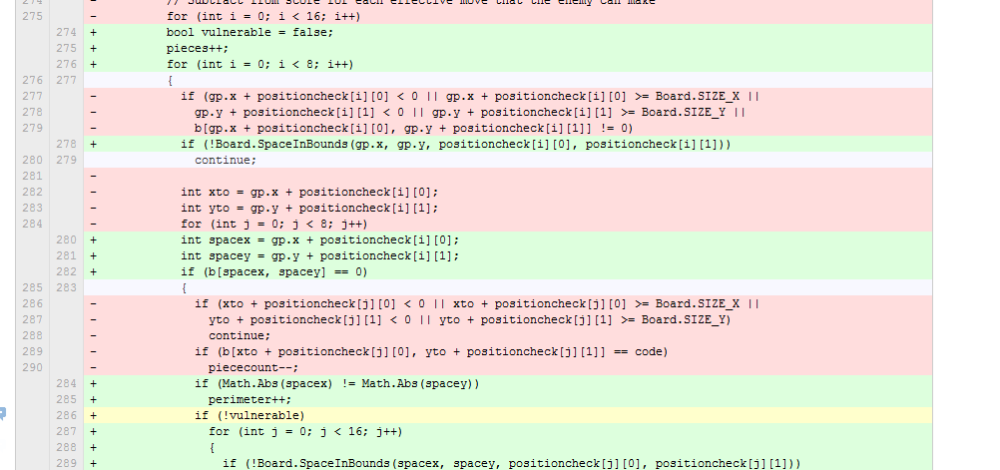 274 - // Subtract from score for each effective move that the enemy can make
275 - for (int i = 0; i < 16; i++)
274 + bool vulnerable = false;
275 + pieces++;
276 + for (int i = 0; i < 8; i++)
276 277 {
277 - if (gp.x + positioncheck[i][0] < 0 || gp.x + positioncheck[i][0] >= Board.SIZE_X ||
278 - gp.y + positioncheck[i][1] < 0 || gp.y + positioncheck[i][1] >= Board.SIZE_Y ||
279 - b[gp.x + positioncheck[i][0], gp.y + positioncheck[i][1]] != 0)
278 + if (!Board.SpaceInBounds(gp.x, gp.y, positioncheck[i][0], positioncheck[i][1]))
280 279 continue;
281 -
282 - int xto = gp.x + positioncheck[i][0];
283 - int yto = gp.y + positioncheck[i][1];
284 - for (int j = 0; j < 8; j++)
280 + int spacex = gp.x + positioncheck[i][0];
281 + int spacey = gp.y + positioncheck[i][1];
282 + if (b[spacex, spacey] == 0)
285 283 {
286 - if (xto + positioncheck[j][0] < 0 || xto + positioncheck[j][0] >= Board.SIZE_X ||
287 - yto + positioncheck[j][1] < 0 || yto + positioncheck[j][1] >= Board.SIZE_Y)
288 - continue;
289 - if (b[xto + positioncheck[j][0], yto + positioncheck[j][1]] == code)
290 - piececount--;
284 + if (Math.Abs(spacex) != Math.Abs(spacey))
285 + perimeter++;
286 + if (!vulnerable)
287 + for (int j = 0; j < 16; j++)
288 + {
289 + if (!Board.SpaceInBounds(spacex, spacey, positioncheck[j][0], positioncheck[j][1]))